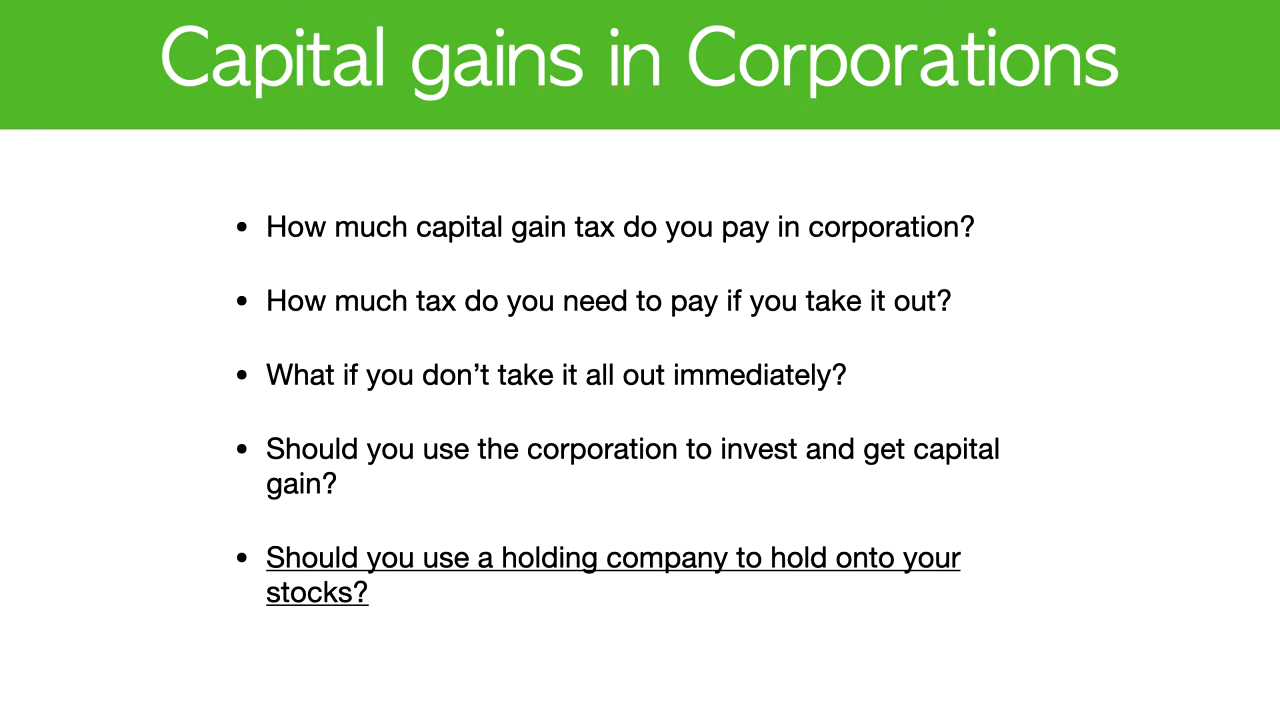 Capital gains in Corporations
• How much capital gain tax do you pay in corporation?
• How much tax do you need to pay if you take it out?
• What if you don’t take it all out immediately?
• Should you use the corporation to invest and get capital
gain?
• Should you use a holding company to hold onto your
stocks?